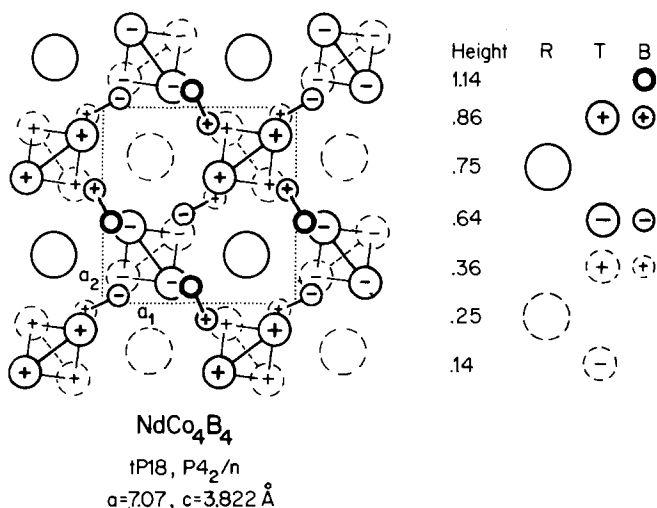 Height R T B
1.14
.86 + +
.75
.64 − −
.36 + +
.25
.14 −
a₂
a₁
NdCo₄B₄
tP18, P4₂/n
a=7.07, c=3.822 Å